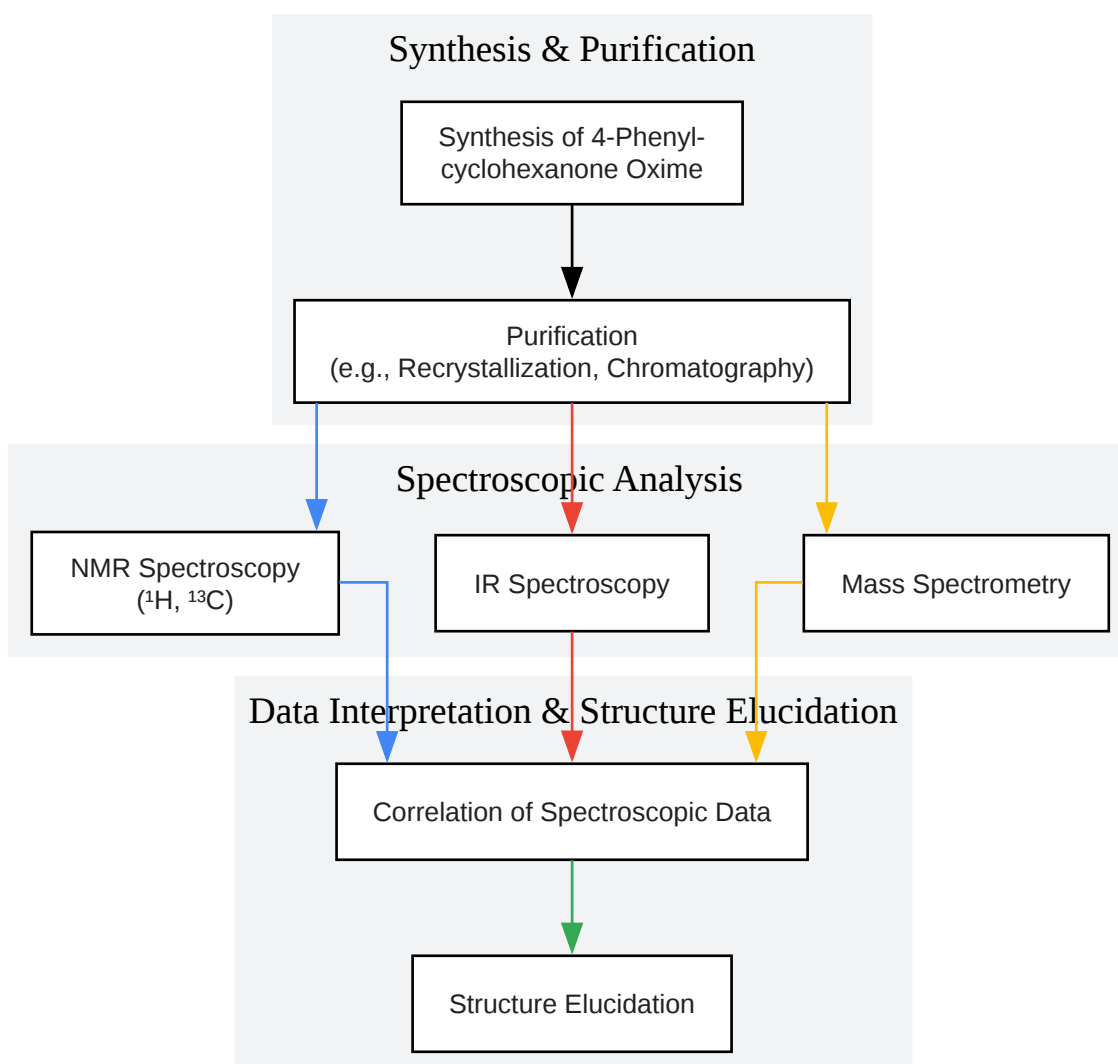 Synthesis & Purification
Synthesis of 4-Phenyl-
cyclohexanone Oxime
Purification
(e.g., Recrystallization, Chromatography)
Spectroscopic Analysis
NMR Spectroscopy
(¹H, ¹³C)
IR Spectroscopy
Mass Spectrometry
Data Interpretation & Structure Elucidation
Correlation of Spectroscopic Data
Structure Elucidation